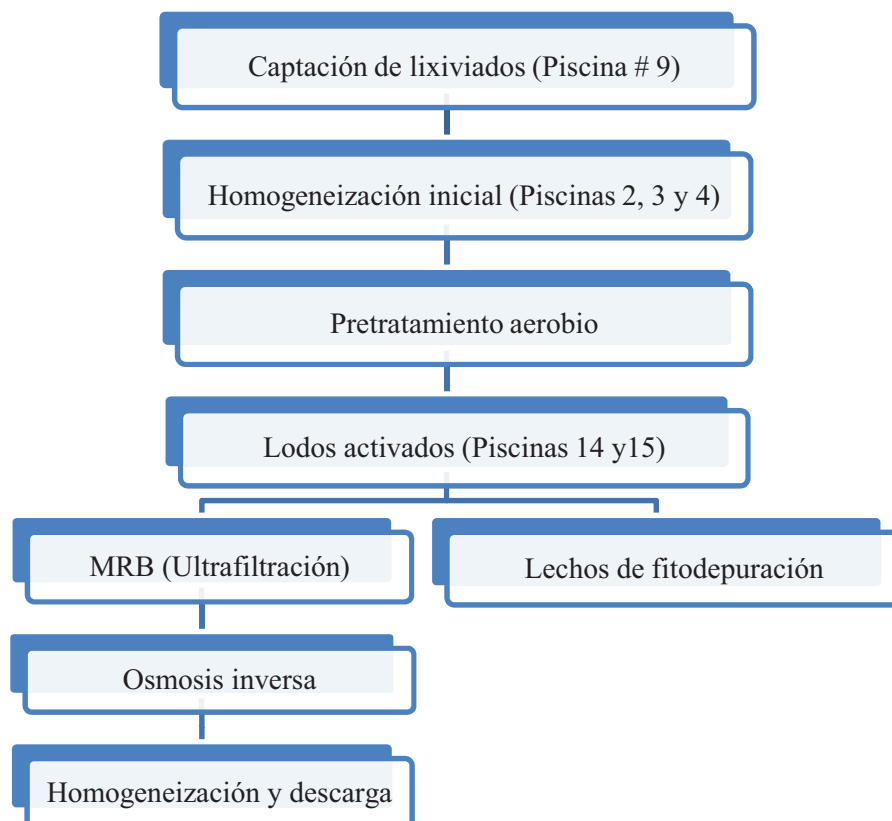 Captación de lixiviados (Piscina # 9)
Homogeneización inicial (Piscinas 2, 3 y 4)
Pretratamiento aerobio
Lodos activados (Piscinas 14 y15)
MRB (Ultrafiltración)
Lechos de fitodepuración
Osmosis inversa
Homogeneización y descarga